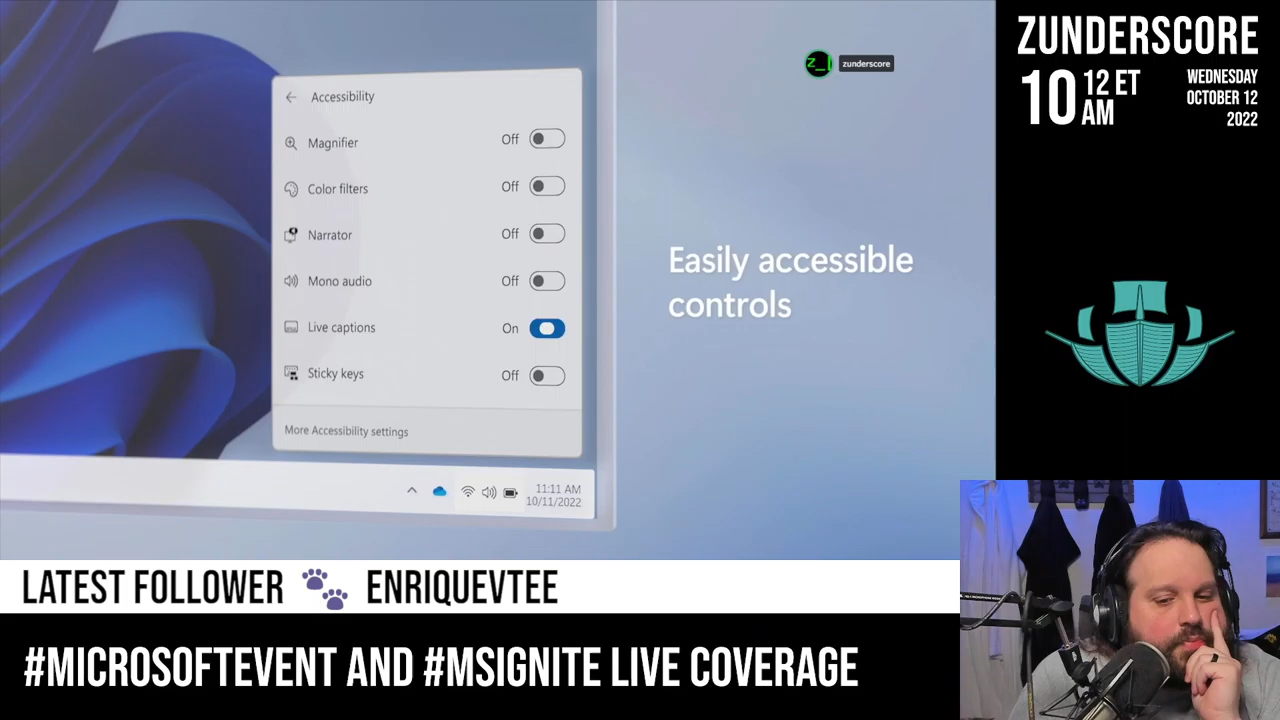 Accessibility
Magnifier Off
Color filters Off
Narrator Off
Mono audio Off
Live captions On
Sticky keys Off
More Accessibility settings
11:11 AM
10/11/2022
Easily accessible
controls
z_
zunderscore
ZUNDERSCORE
10 12 ET
AM
WEDNESDAY
OCTOBER 12
2022
LATEST FOLLOWER ENRIQUEVTEE
#MICROSOFTEVENT AND #MSIGNITE LIVE COVERAGE